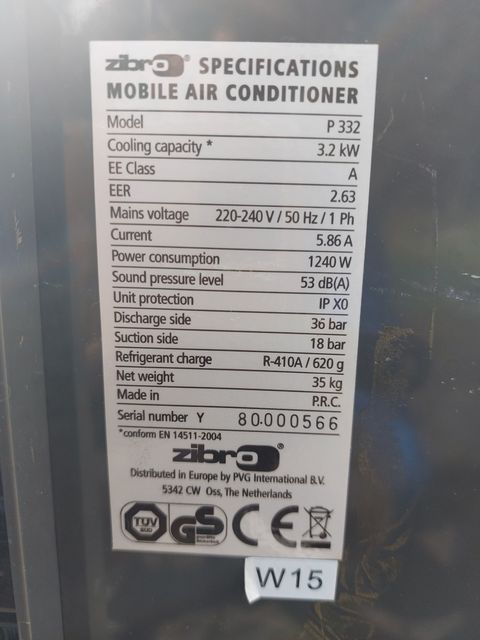 zibro® SPECIFICATIONS
MOBILE AIR CONDITIONER
Model P 332
Cooling capacity * 3.2 kW
EE Class A
EER 2.63
Mains voltage 220-240 V / 50 Hz / 1 Ph
Current 5.86 A
Power consumption 1240 W
Sound pressure level 53 dB(A)
Unit protection IP X0
Discharge side 36 bar
Suction side 18 bar
Refrigerant charge R-410A / 620 g
Net weight 35 kg
Made in P.R.C.
Serial number Y 80.000566
*conform EN 14511-2004
zibro®
Distributed in Europe by PVG International B.V.
5342 CW Oss, The Netherlands
TÜV GS CE
W15